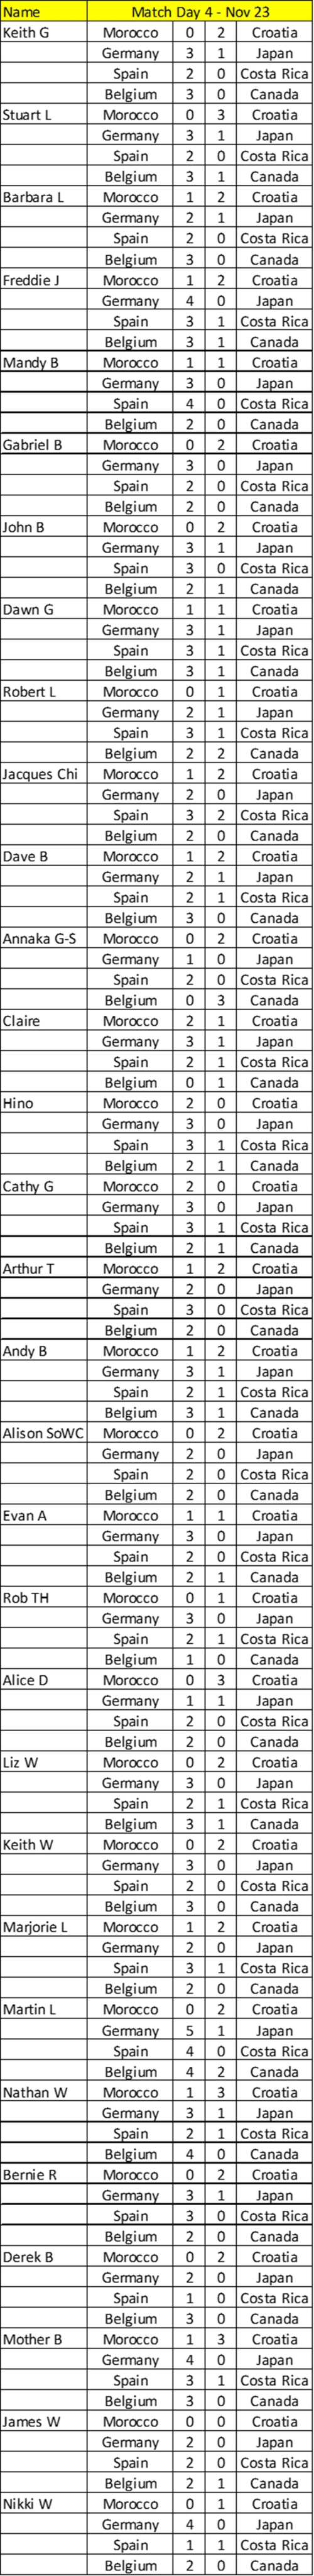 Name Match Day 4 - Nov 23
Keith G Morocco 0 2 Croatia
Germany 3 1 Japan
Spain 2 0 Costa Rica
Belgium 3 0 Canada
Stuart L Morocco 0 3 Croatia
Germany 3 1 Japan
Spain 2 0 Costa Rica
Belgium 3 1 Canada
Barbara L Morocco 1 2 Croatia
Germany 2 1 Japan
Spain 2 0 Costa Rica
Belgium 3 0 Canada
Freddie J Morocco 1 2 Croatia
Germany 4 0 Japan
Spain 3 1 Costa Rica
Belgium 3 1 Canada
Mandy B Morocco 1 1 Croatia
Germany 3 0 Japan
Spain 4 0 Costa Rica
Belgium 2 0 Canada
Gabriel B Morocco 0 2 Croatia
Germany 3 0 Japan
Spain 2 0 Costa Rica
Belgium 2 0 Canada
John B Morocco 0 2 Croatia
Germany 3 1 Japan
Spain 3 0 Costa Rica
Belgium 2 1 Canada
Dawn G Morocco 1 1 Croatia
Germany 3 1 Japan
Spain 3 1 Costa Rica
Belgium 3 1 Canada
Robert L Morocco 0 1 Croatia
Germany 2 1 Japan
Spain 3 1 Costa Rica
Belgium 2 2 Canada
Jacques Chi Morocco 1 2 Croatia
Germany 2 0 Japan
Spain 3 2 Costa Rica
Belgium 2 0 Canada
Dave B Morocco 1 2 Croatia
Germany 2 1 Japan
Spain 2 1 Costa Rica
Belgium 3 0 Canada
Annaka G-S Morocco 0 2 Croatia
Germany 1 0 Japan
Spain 2 0 Costa Rica
Belgium 0 3 Canada
Claire Morocco 2 1 Croatia
Germany 3 1 Japan
Spain 2 1 Costa Rica
Belgium 0 1 Canada
Hino Morocco 2 0 Croatia
Germany 3 0 Japan
Spain 3 1 Costa Rica
Belgium 2 1 Canada
Cathy G Morocco 2 0 Croatia
Germany 3 0 Japan
Spain 3 1 Costa Rica
Belgium 2 1 Canada
Arthur T Morocco 1 2 Croatia
Germany 2 0 Japan
Spain 3 0 Costa Rica
Belgium 2 0 Canada
Andy B Morocco 1 2 Croatia
Germany 3 1 Japan
Spain 2 1 Costa Rica
Belgium 3 1 Canada
Alison SoWC Morocco 0 2 Croatia
Germany 2 0 Japan
Spain 2 0 Costa Rica
Belgium 2 0 Canada
Evan A Morocco 1 1 Croatia
Germany 3 0 Japan
Spain 2 0 Costa Rica
Belgium 2 1 Canada
Rob TH Morocco 0 1 Croatia
Germany 3 0 Japan
Spain 2 1 Costa Rica
Belgium 1 0 Canada
Alice D Morocco 0 3 Croatia
Germany 1 1 Japan
Spain 2 0 Costa Rica
Belgium 2 0 Canada
Liz W Morocco 0 2 Croatia
Germany 3 0 Japan
Spain 2 1 Costa Rica
Belgium 3 1 Canada
Keith W Morocco 0 2 Croatia
Germany 3 0 Japan
Spain 2 0 Costa Rica
Belgium 3 0 Canada
Marjorie L Morocco 1 2 Croatia
Germany 2 0 Japan
Spain 3 1 Costa Rica
Belgium 2 0 Canada
Martin L Morocco 0 2 Croatia
Germany 5 1 Japan
Spain 4 0 Costa Rica
Belgium 4 2 Canada
Nathan W Morocco 1 3 Croatia
Germany 3 1 Japan
Spain 2 1 Costa Rica
Belgium 4 0 Canada
Bernie R Morocco 0 2 Croatia
Germany 3 1 Japan
Spain 3 0 Costa Rica
Belgium 2 0 Canada
Derek B Morocco 0 2 Croatia
Germany 2 0 Japan
Spain 1 0 Costa Rica
Belgium 3 0 Canada
Mother B Morocco 1 3 Croatia
Germany 4 0 Japan
Spain 3 1 Costa Rica
Belgium 3 0 Canada
James W Morocco 0 0 Croatia
Germany 2 0 Japan
Spain 2 0 Costa Rica
Belgium 2 1 Canada
Nikki W Morocco 0 1 Croatia
Germany 4 0 Japan
Spain 1 1 Costa Rica
Belgium 2 0 Canada